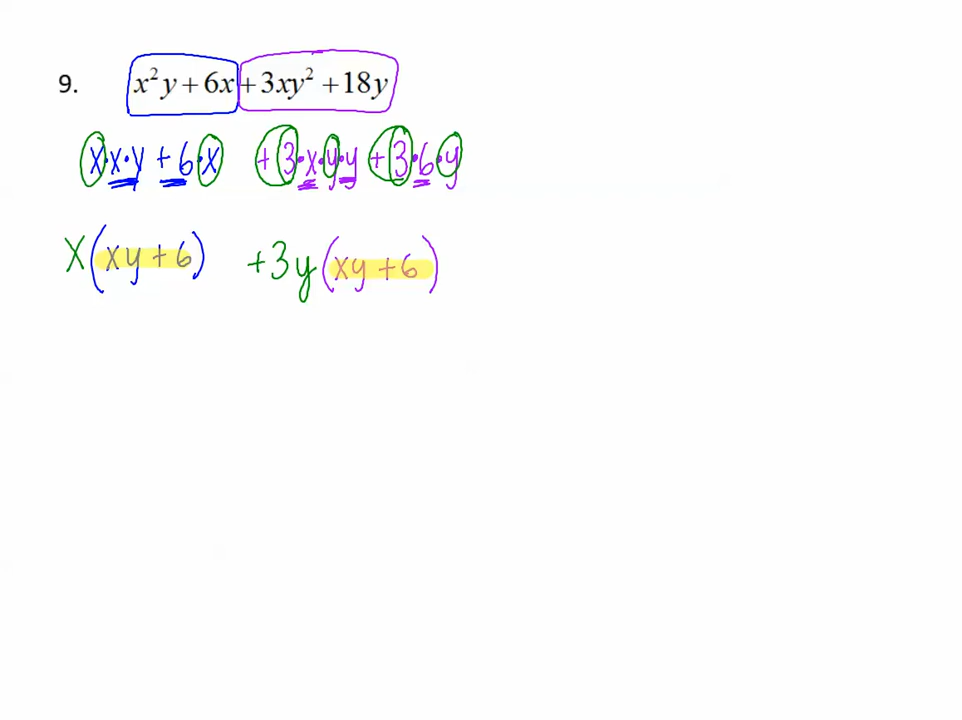 9. x²y + 6x + 3xy² + 18y
x·x·y + 6·x + 3·x·y·y + 3·6·y
x(xy + 6) + 3y(xy + 6)